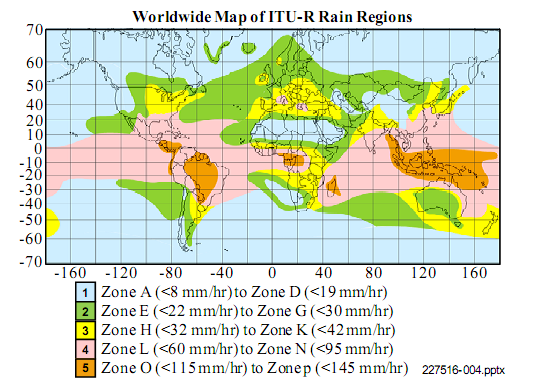 Worldwide Map of ITU-R Rain Regions
70
60
50
40
20
10
0
-10
-20
-30
-40
-50
-60
-70
-160 -120 -80 -40 0 40 80 120 160
1 Zone A (<8 mm/hr) to Zone D (<19 mm/hr)
2 Zone E (<22 mm/hr) to Zone G (<30 mm/hr)
3 Zone H (<32 mm/hr) to Zone K (<42 mm/hr)
4 Zone L (<60 mm/hr) to Zone N (<95 mm/hr)
5 Zone O (<115 mm/hr) to Zone p (<145 mm/hr)
227516-004.pptx